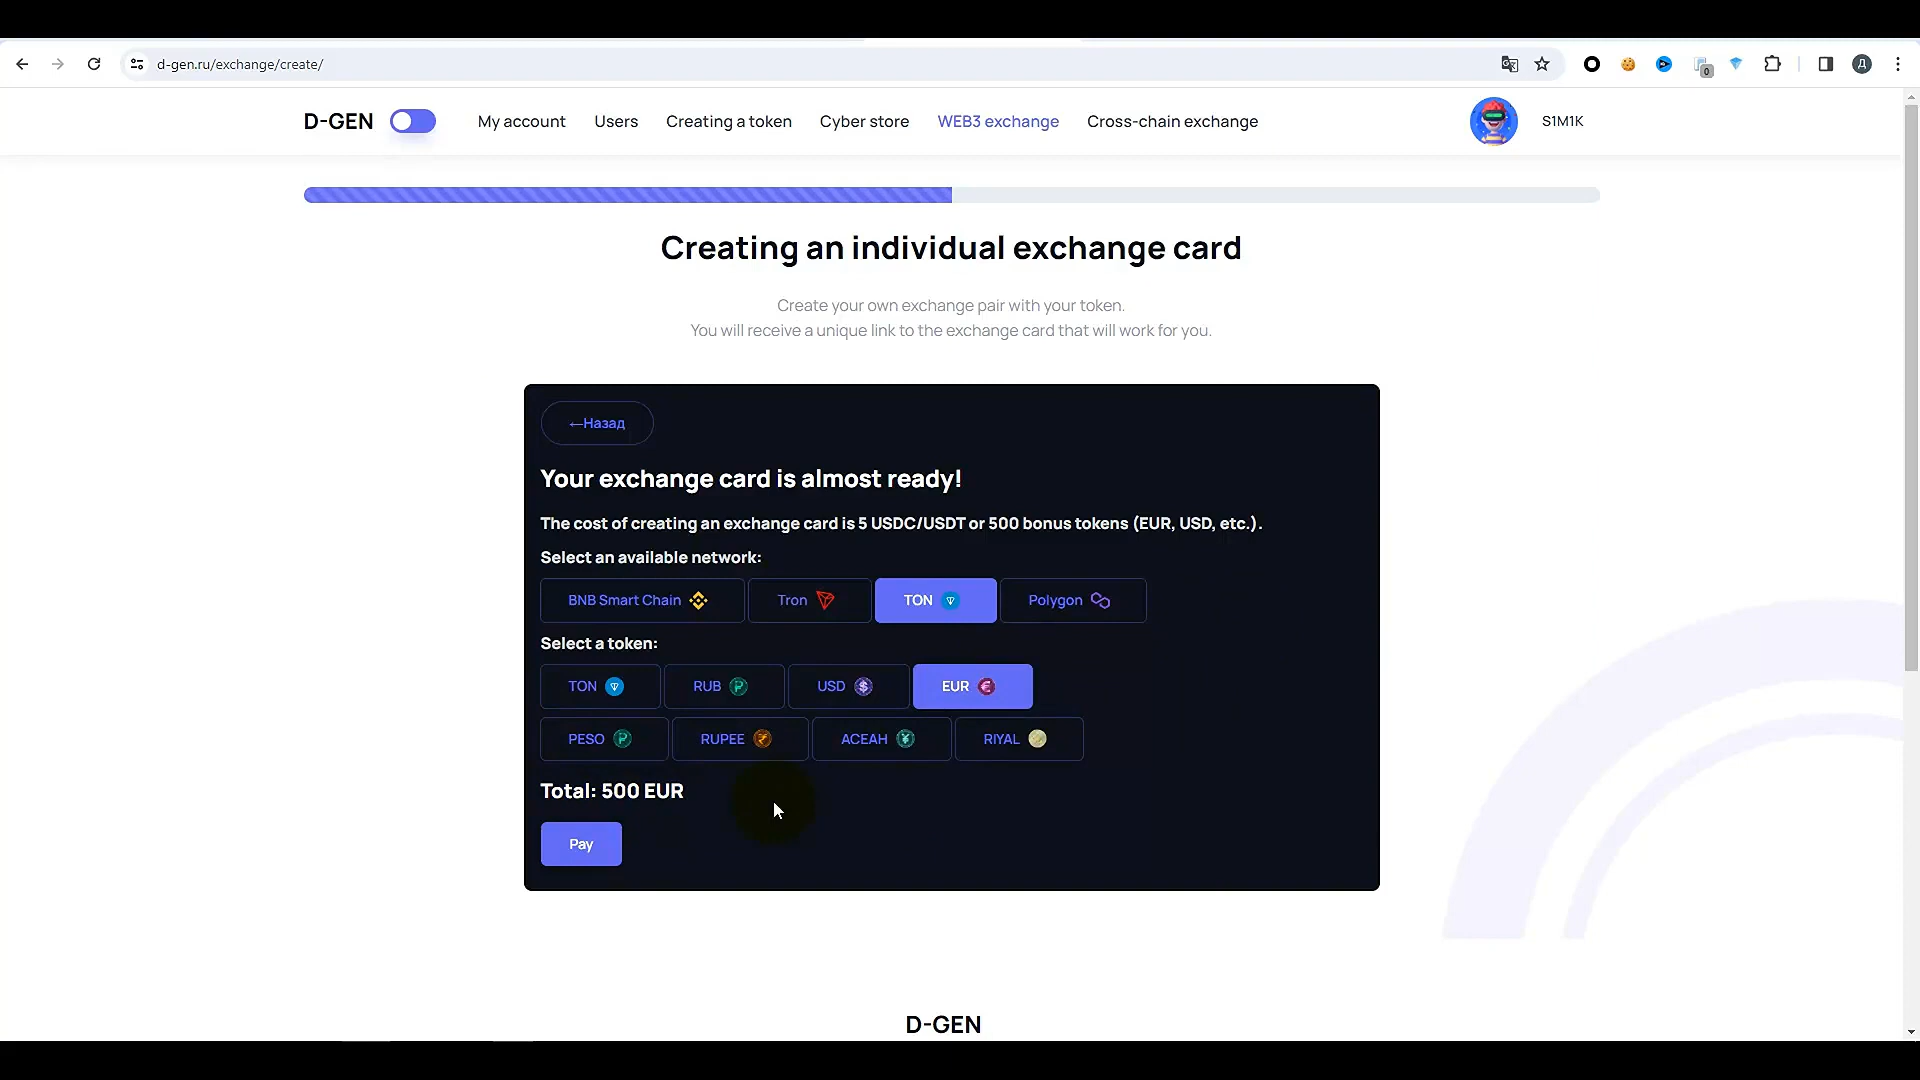 d-gen.ru/exchange/create/
0
Д
D-GEN My account Users Creating a token Cyber store WEB3 exchange Cross-chain exchange S1M1K
Creating an individual exchange card
Create your own exchange pair with your token.
You will receive a unique link to the exchange card that will work for you.
←Назад
Your exchange card is almost ready!
The cost of creating an exchange card is 5 USDC/USDT or 500 bonus tokens (EUR, USD, etc.).
Select an available network:
BNB Smart Chain Tron TON Polygon
Select a token:
TON RUB USD EUR
PESO RUPEE ACEAH RIYAL
Total: 500 EUR
Pay
D-GEN